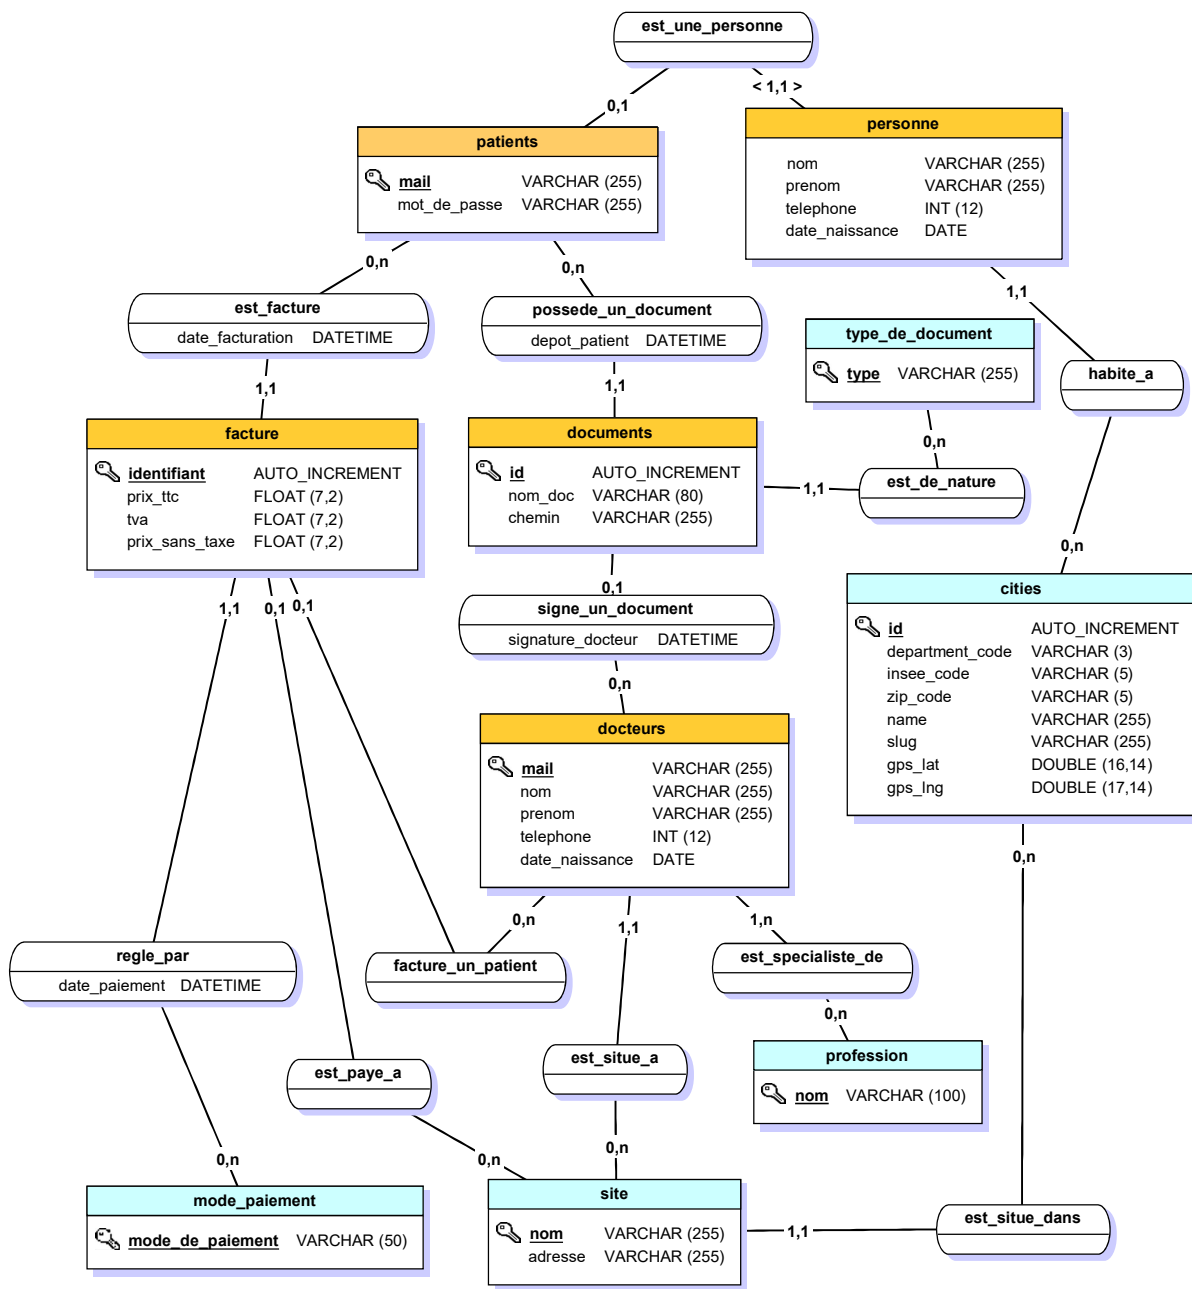 est_une_personne
< 1,1 >
0,1
personne
nom VARCHAR (255)
prenom VARCHAR (255)
telephone INT (12)
date_naissance DATE
patients
mail VARCHAR (255)
mot_de_passe VARCHAR (255)
0,n
0,n
1,1
est_facture
date_facturation DATETIME
possede_un_document
depot_patient DATETIME
type_de_document
type VARCHAR (255)
habite_a
1,1
1,1
0,n
facture
identifiant AUTO_INCREMENT
prix_ttc FLOAT (7,2)
tva FLOAT (7,2)
prix_sans_taxe FLOAT (7,2)
documents
id AUTO_INCREMENT
nom_doc VARCHAR (80)
chemin VARCHAR (255)
1,1
est_de_nature
0,n
1,1
0,1
0,1
0,1
signe_un_document
signature_docteur DATETIME
0,n
cities
id AUTO_INCREMENT
department_code VARCHAR (3)
insee_code VARCHAR (5)
zip_code VARCHAR (5)
name VARCHAR (255)
slug VARCHAR (255)
gps_lat DOUBLE (16,14)
gps_lng DOUBLE (17,14)
docteurs
mail VARCHAR (255)
nom VARCHAR (255)
prenom VARCHAR (255)
telephone INT (12)
date_naissance DATE
0,n
0,n
1,1
1,n
regle_par
date_paiement DATETIME
facture_un_patient
est_specialiste_de
0,n
est_paye_a
est_situe_a
profession
nom VARCHAR (100)
0,n
0,n
0,n
mode_paiement
mode_de_paiement VARCHAR (50)
site
nom VARCHAR (255)
adresse VARCHAR (255)
1,1
est_situe_dans